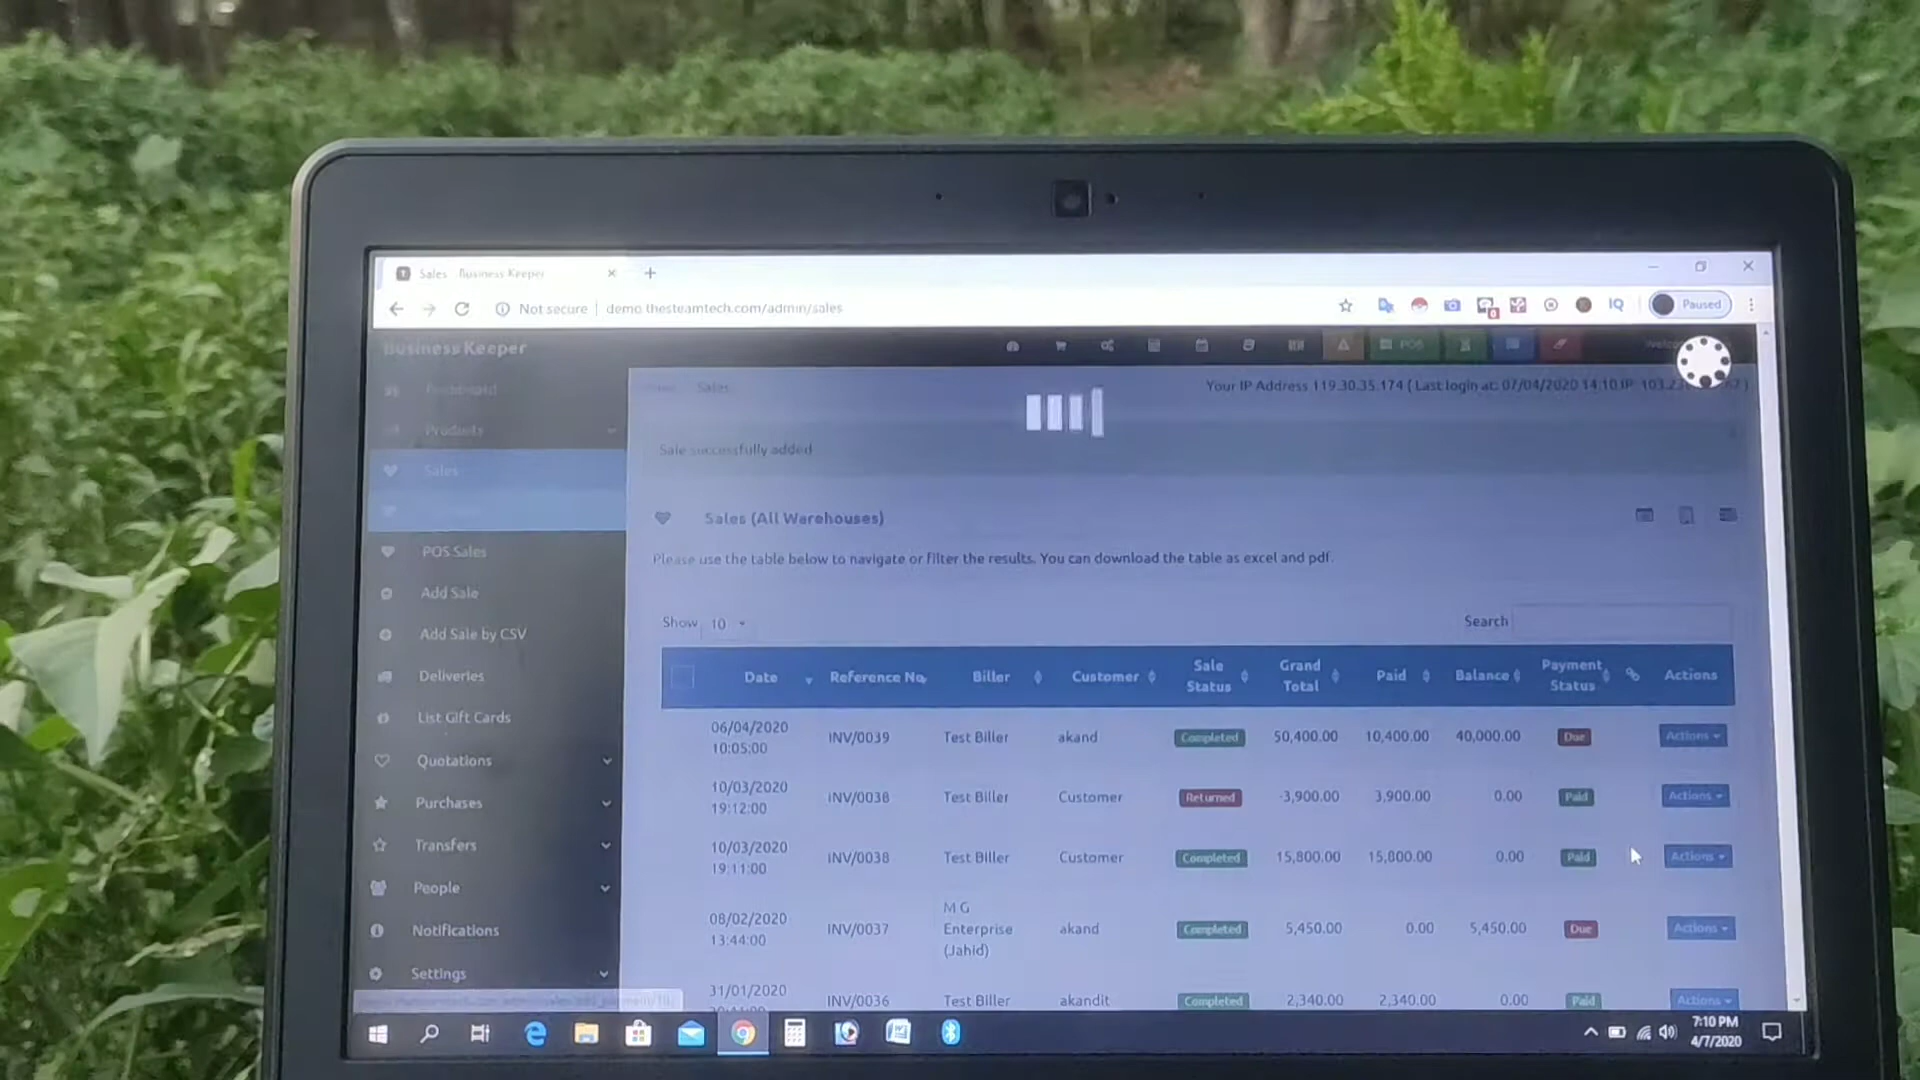 Sales Business Keeper
Not secure demo.thesteamtech.com/admin/sales
0
IQ
Paused
Business Keeper
POS
Dashboard
Sales
Your IP Address 119.30.35.174 ( Last login at: 07/04/2020 14:10 IP:
Products
Sale successfully added
Sales
Sales (All Warehouses)
POS Sales
Please use the table below to navigate or filter the results. You can download the table as excel and pdf.
Add Sale
Show 10
Search
Add Sale by CSV
Deliveries
List Gift Cards
Quotations
Purchases
Transfers
People
Notifications
Settings
Date Reference No Biller Customer Sale Status Grand Total Paid Balance Payment Status Actions
06/04/2020 10:05:00 INV/0039 Test Biller akand Completed 50,400.00 10,400.00 40,000.00 Due Actions
10/03/2020 19:12:00 INV/0038 Test Biller Customer Returned -3,900.00 3,900.00 0.00 Paid Actions
10/03/2020 19:11:00 INV/0038 Test Biller Customer Completed 15,800.00 15,800.00 0.00 Paid Actions
08/02/2020 13:44:00 INV/0037 M G Enterprise (Jahid) akand Completed 5,450.00 0.00 5,450.00 Due Actions
31/01/2020 INV/0036 Test Biller akandit Completed 2,340.00 2,340.00 0.00 Paid Actions
7:10 PM
4/7/2020